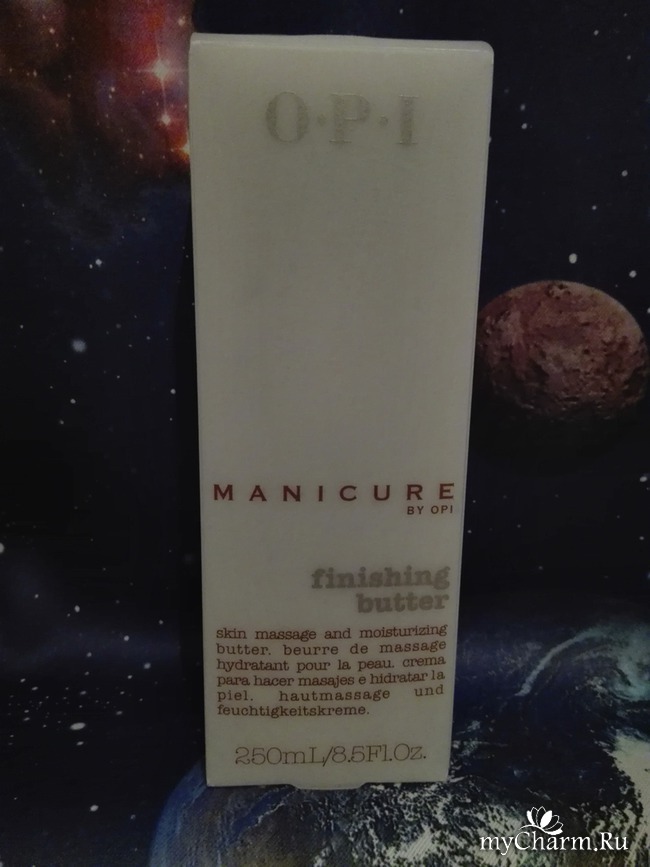 O·P·I
MANICURE
BY OPI
finishing
butter
skin massage and moisturizing
butter. beurre de massage
hydratant pour la peau. crema
para hacer masajes e hidratar la
piel. hautmassage und
feuchtigkeitskreme.
250mL/8.5Fl.Oz.
myCharm.Ru